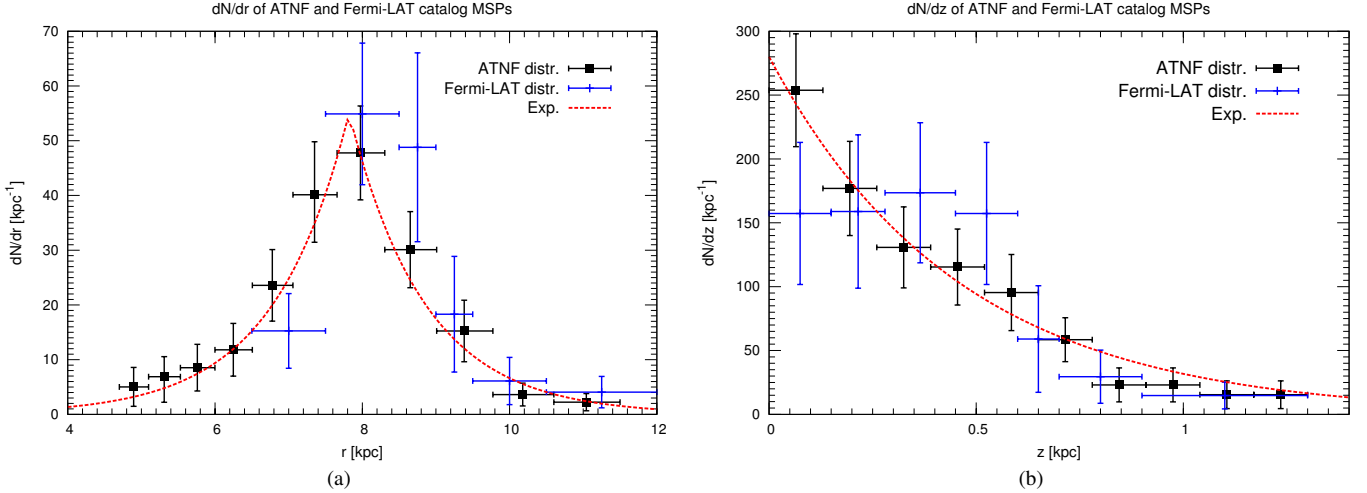 dN/dr of ATNF and Fermi-LAT catalog MSPs
70
60
50
40
30
20
10
0
dN/dr [kpc⁻¹]
ATNF distr.
Fermi-LAT distr.
Exp.
4
6
8
10
12
r [kpc]
(a)
dN/dz of ATNF and Fermi-LAT catalog MSPs
300
250
200
150
100
50
0
dN/dz [kpc⁻¹]
ATNF distr.
Fermi-LAT distr.
Exp.
0
0.5
1
z [kpc]
(b)